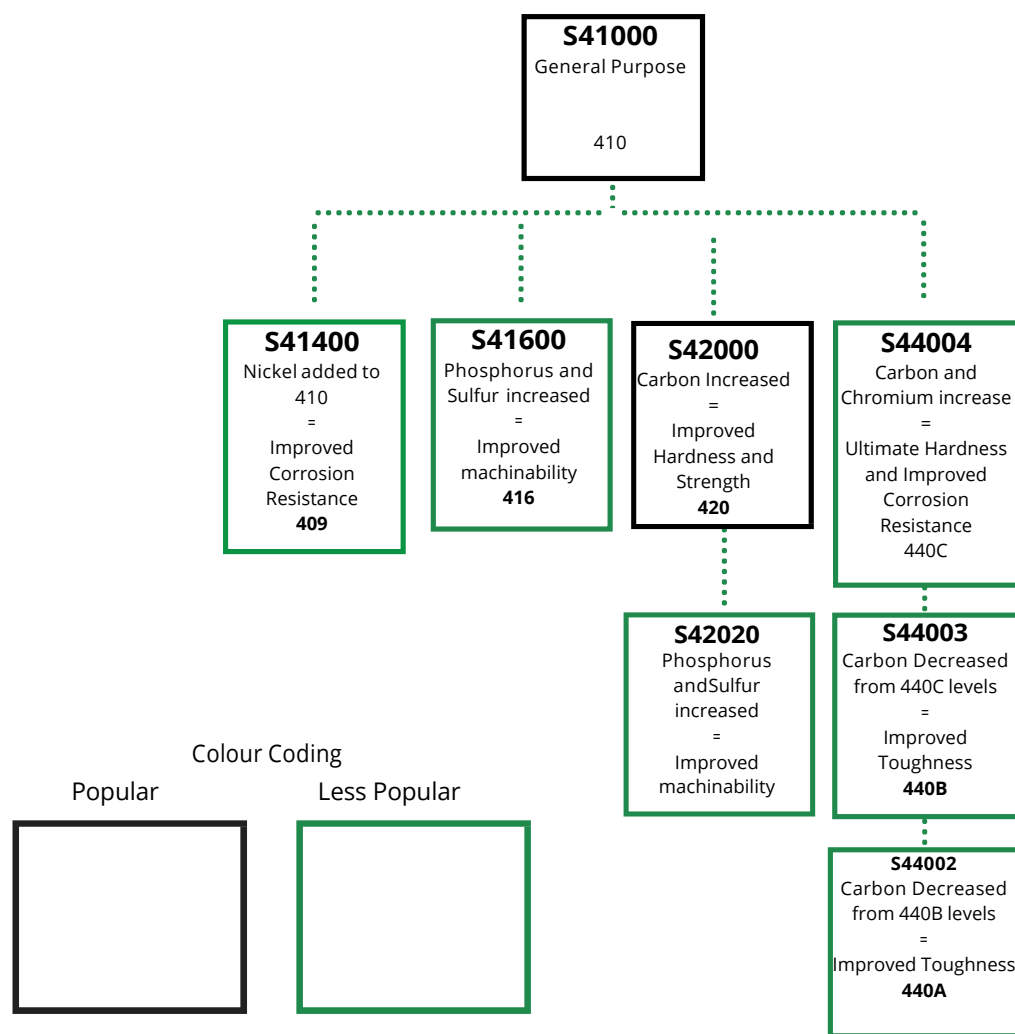 S41000
General Purpose
410
S41400
Nickel added to
410
=
Improved
Corrosion
Resistance
409
S41600
Phosphorus and
Sulfur increased
=
Improved
machinability
416
S42000
Carbon Increased
=
Improved
Hardness and
Strength
420
S44004
Carbon and
Chromium increase
=
Ultimate Hardness
and Improved
Corrosion
Resistance
440C
S42020
Phosphorus
andSulfur
increased
=
Improved
machinability
S44003
Carbon Decreased
from 440C levels
=
Improved
Toughness
440B
S44002
Carbon Decreased
from 440B levels
=
Improved Toughness
440A
Colour Coding
Popular
Less Popular